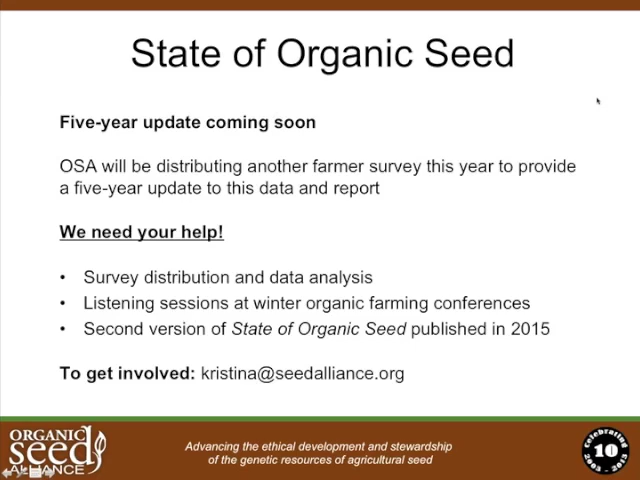 State of Organic Seed
Five-year update coming soon
OSA will be distributing another farmer survey this year to provide
a five-year update to this data and report
We need your help!
• Survey distribution and data analysis
• Listening sessions at winter organic farming conferences
• Second version of State of Organic Seed published in 2015
To get involved: kristina@seedalliance.org
ORGANIC
seed
ALLIANCE
Advancing the ethical development and stewardship
of the genetic resources of agricultural seed
Celebrating
10
2003 - 2013